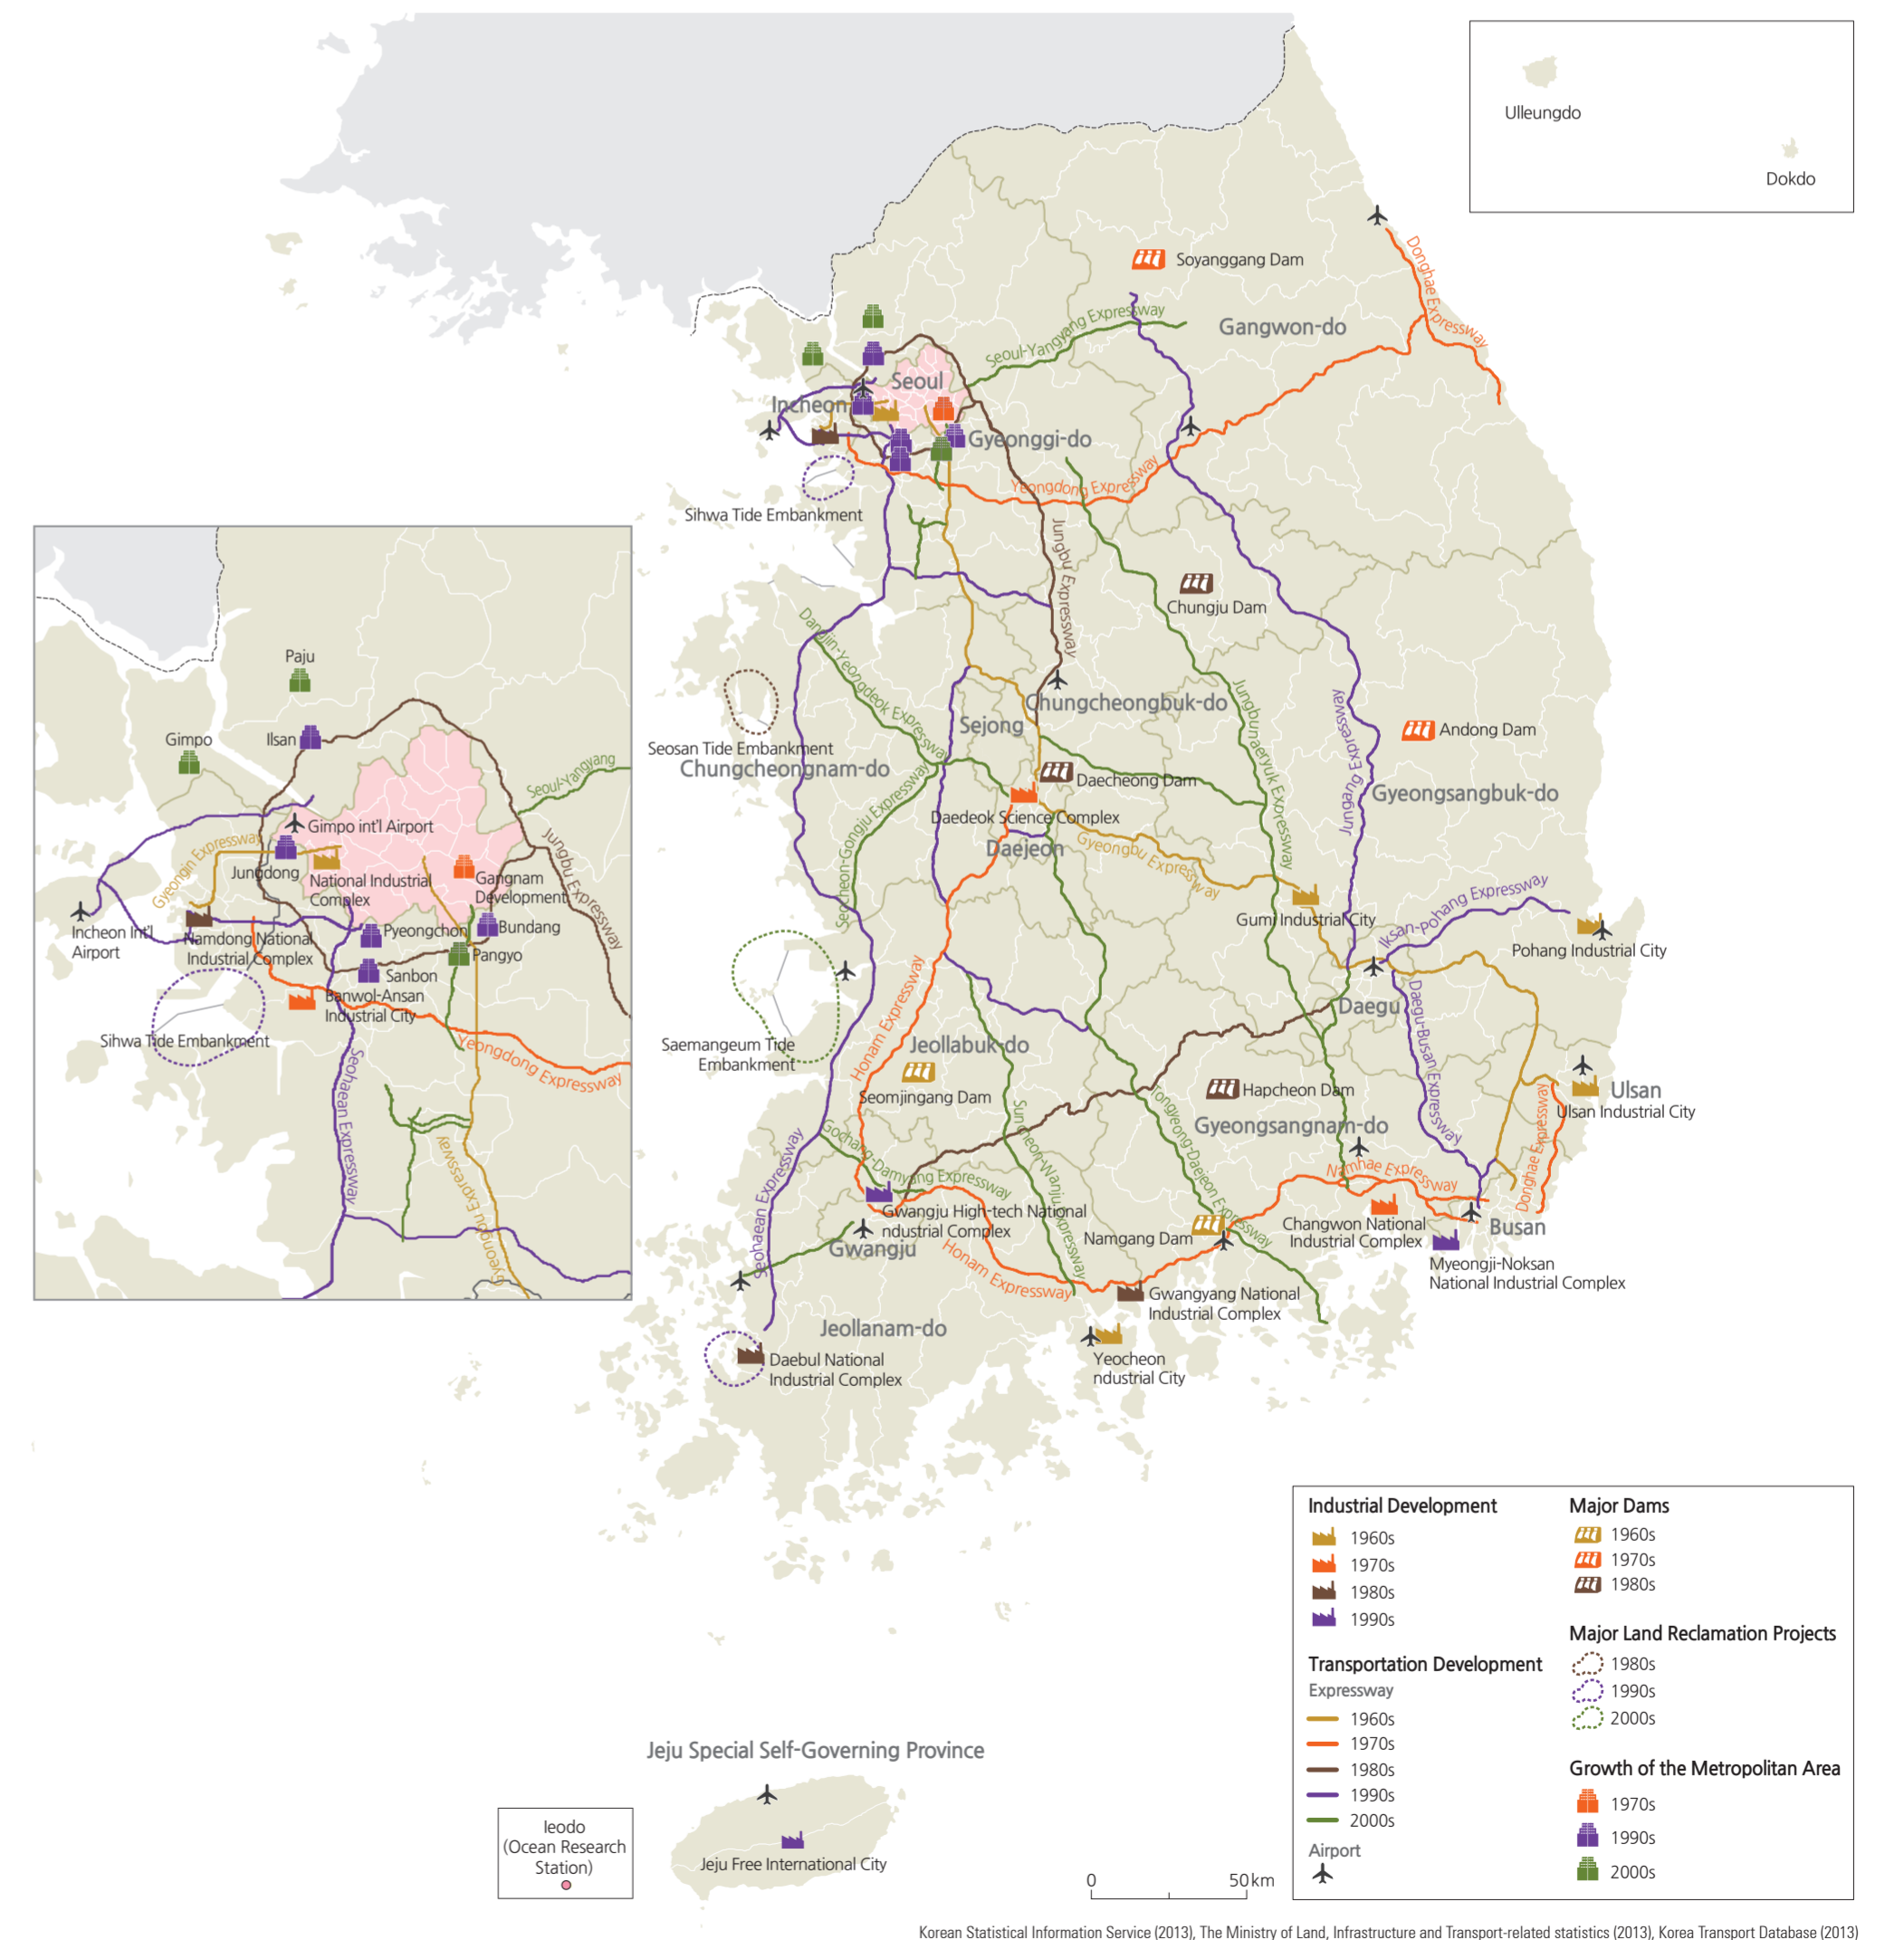 Ulleungdo
Dokdo
Donghae Expressway
Soyanggang Dam
Gangwon-do
Seoul-Yangyang Expressway
Seoul
Incheon
Gyeonggi-do
Yeongdong Expressway
Sihwa Tide Embankment
Jungbu Expressway
Chungju Dam
Dangjin-Yeongdeok Expressway
Chungcheongbuk-do
Sejong
Jungbunaeryuk Expressway
Jungang Expressway
Andong Dam
Seosan Tide Embankment
Chungcheongnam-do
Daecheong Dam
Gyeongsangbuk-do
Daedeok Science Complex
Seocheon-Gongju Expressway
Daejeon
Gyeongbu Expressway
Gumi Industrial City
Iksan-pohang Expressway
Pohang Industrial City
Daegu
Daegu-Busan Expressway
Saemangeum Tide
Embankment
Honam Expressway
Jeollabuk-do
Seomjingang Dam
Hapcheon Dam
Ulsan
Ulsan Industrial City
Gyeongsangnam-do
Tongyeong-Daejeon Expressway
Suncheon-Wanju Expressway
Gochang-Damyang Expressway
Seohaean Expressway
Namhae Expressway
Donghae Expressway
Gwangju High-tech National
ndustrial Complex
Gwangju
Namgang Dam
Changwon National
Industrial Complex
Busan
Myeongji-Noksan
National Industrial Complex
Honam Expressway
Gwangyang National
Industrial Complex
Jeollanam-do
Yeocheon
ndustrial City
Daebul National
Industrial Complex
Paju
Gimpo
Ilsan
Seoul-Yangyang
Gimpo int'l Airport
Jungbu Expressway
Gyeongin Expressway
Jungdong
National Industrial
Complex
Gangnam
Development
Incheon Int'l
Airport
Namdong National
Industrial Complex
Pyeongchon
Bundang
Pangyo
Sanbon
Banwol-Ansan
Industrial City
Sihwa Tide Embankment
Yeongdong Expressway
Seohaean Expressway
Gyeongbu Expressway
Jeju Special Self-Governing Province
Jeju Free International City
Ieodo
(Ocean Research
Station)
0 50km
Industrial Development
1960s
1970s
1980s
1990s
Transportation Development
Expressway
1960s
1970s
1980s
1990s
2000s
Airport
Major Dams
1960s
1970s
1980s
Major Land Reclamation Projects
1980s
1990s
2000s
Growth of the Metropolitan Area
1970s
1990s
2000s
Korean Statistical Information Service (2013), The Ministry of Land, Infrastructure and Transport-related statistics (2013), Korea Transport Database (2013)